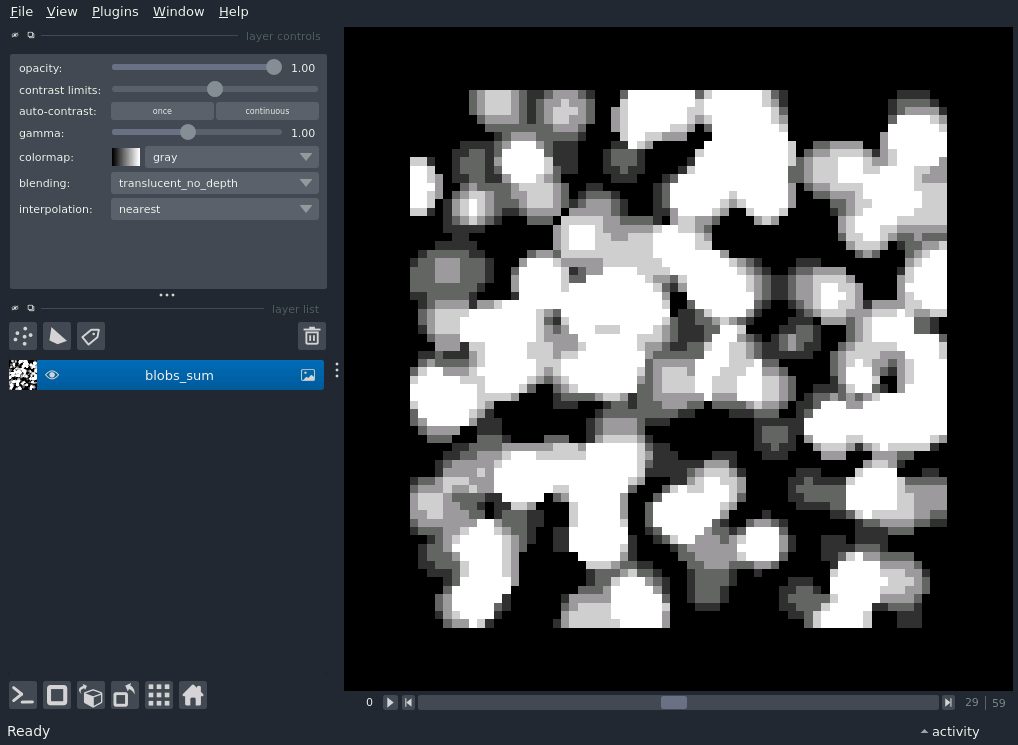 File View Plugins Window Help
layer controls
opacity: 1.00
contrast limits:
auto-contrast: once continuous
gamma: 1.00
colormap: gray
blending: translucent_no_depth
interpolation: nearest
layer list
blobs_sum
0 29 59
Ready activity